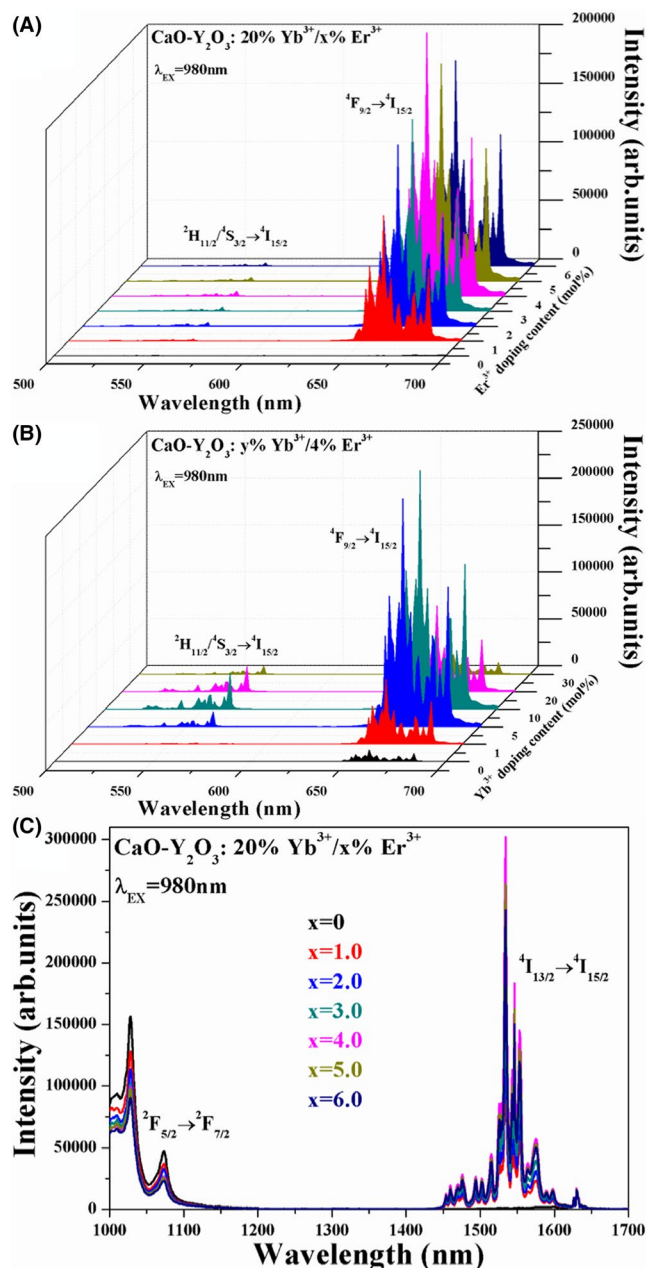 (A)
CaO-Y₂O₃: 20% Yb³⁺/x% Er³⁺
λ_EX=980nm
⁴F₉/₂→⁴I₁₅/₂
²H₁₁/₂/⁴S₃/₂→⁴I₁₅/₂
200000
150000
100000
50000
0
Intensity (arb.units)
0 1 2 3 4 5 6
Er³⁺ doping content (mol%)
500 550 600 650 700
Wavelength (nm)
(B)
CaO-Y₂O₃: y% Yb³⁺/4% Er³⁺
λ_EX=980nm
⁴F₉/₂→⁴I₁₅/₂
²H₁₁/₂/⁴S₃/₂→⁴I₁₅/₂
250000
200000
150000
100000
50000
0
Intensity (arb.units)
0 1 5 10 20 30
Yb³⁺ doping content (mol%)
500 550 600 650 700
Wavelength (nm)
(C)
CaO-Y₂O₃: 20% Yb³⁺/x% Er³⁺
λ_EX=980nm
x=0
x=1.0
x=2.0
x=3.0
x=4.0
x=5.0
x=6.0
⁴I₁₃/₂→⁴I₁₅/₂
²F₅/₂→²F₇/₂
300000
250000
200000
150000
100000
50000
0
Intensity (arb.units)
1000 1100 1200 1300 1400 1500 1600 1700
Wavelength (nm)